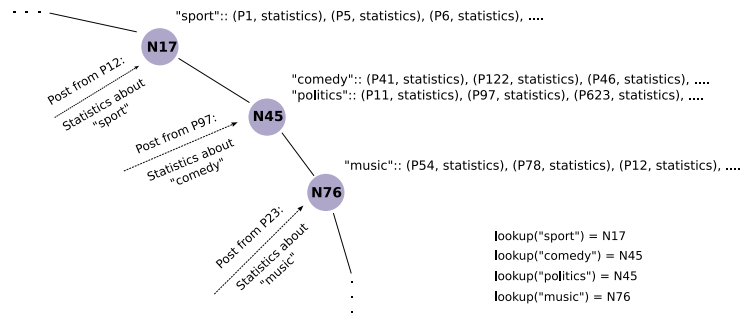 . . .
"sport":: (P1, statistics), (P5, statistics), (P6, statistics), ....
N17
Post from P12:
Statistics about
"sport"
"comedy":: (P41, statistics), (P122, statistics), (P46, statistics), ....
"politics":: (P11, statistics), (P97, statistics), (P623, statistics), ....
N45
Post from P97:
Statistics about
"comedy"
"music":: (P54, statistics), (P78, statistics), (P12, statistics), ....
N76
Post from P23:
Statistics about
"music"
lookup("sport") = N17
lookup("comedy") = N45
lookup("politics") = N45
lookup("music") = N76
. . .